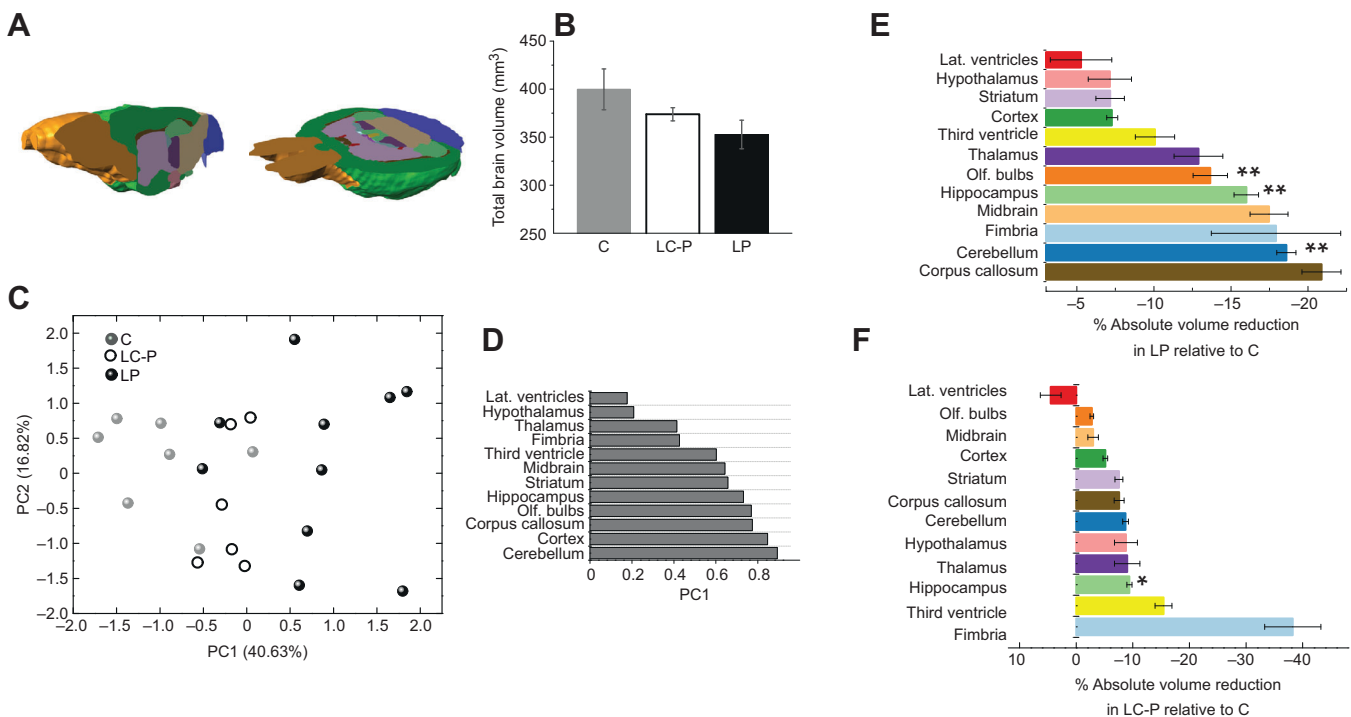 A
B
Total brain volume (mm³)
450
400
350
300
250
C
LC-P
LP
C
C
LC-P
LP
PC2 (16.82%)
2.0
1.5
1.0
0.5
0
–0.5
–1.0
–1.5
–2.0
–2.0
–1.5
–1.0
–0.5
0
0.5
1.0
1.5
2.0
PC1 (40.63%)
D
Lat. ventricles
Hypothalamus
Thalamus
Fimbria
Third ventricle
Midbrain
Striatum
Hippocampus
Olf. bulbs
Corpus callosum
Cortex
Cerebellum
0
0.2
0.4
0.6
0.8
PC1
E
Lat. ventricles
Hypothalamus
Striatum
Cortex
Third ventricle
Thalamus
Olf. bulbs
**
Hippocampus
**
Midbrain
Fimbria
Cerebellum
**
Corpus callosum
–5
–10
–15
–20
% Absolute volume reduction
in LP relative to C
F
Lat. ventricles
Olf. bulbs
Midbrain
Cortex
Striatum
Corpus callosum
Cerebellum
Hypothalamus
Thalamus
Hippocampus
*
Third ventricle
Fimbria
10
0
–10
–20
–30
–40
% Absolute volume reduction
in LC-P relative to C